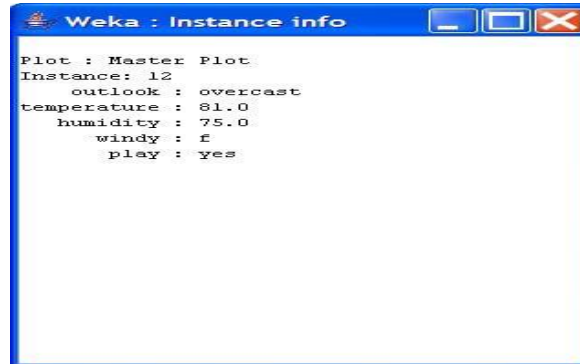 Weka : Instance info
Plot : Master Plot
Instance: 12
outlook : overcast
temperature : 81.0
humidity : 75.0
windy : f
play : yes